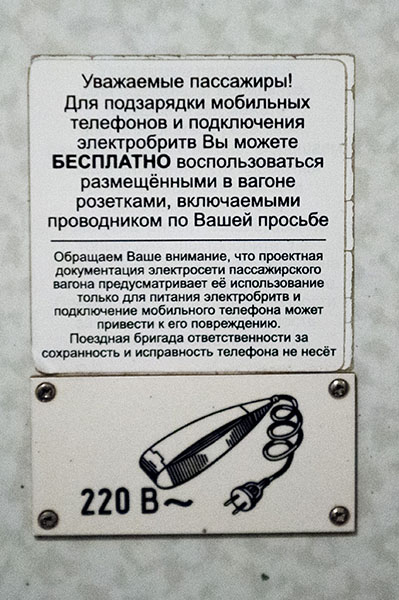 Уважаемые пассажиры!
Для подзарядки мобильных
телефонов и подключения
электробритв Вы можете
БЕСПЛАТНО воспользоваться
размещёнными в вагоне
розетками, включаемыми
проводником по Вашей просьбе
Обращаем Ваше внимание, что проектная
документация электросети пассажирского
вагона предусматривает её использование
только для питания электробритв и
подключение мобильного телефона может
привести к его повреждению.
Поездная бригада ответственности за
сохранность и исправность телефона не несёт
220 В ~